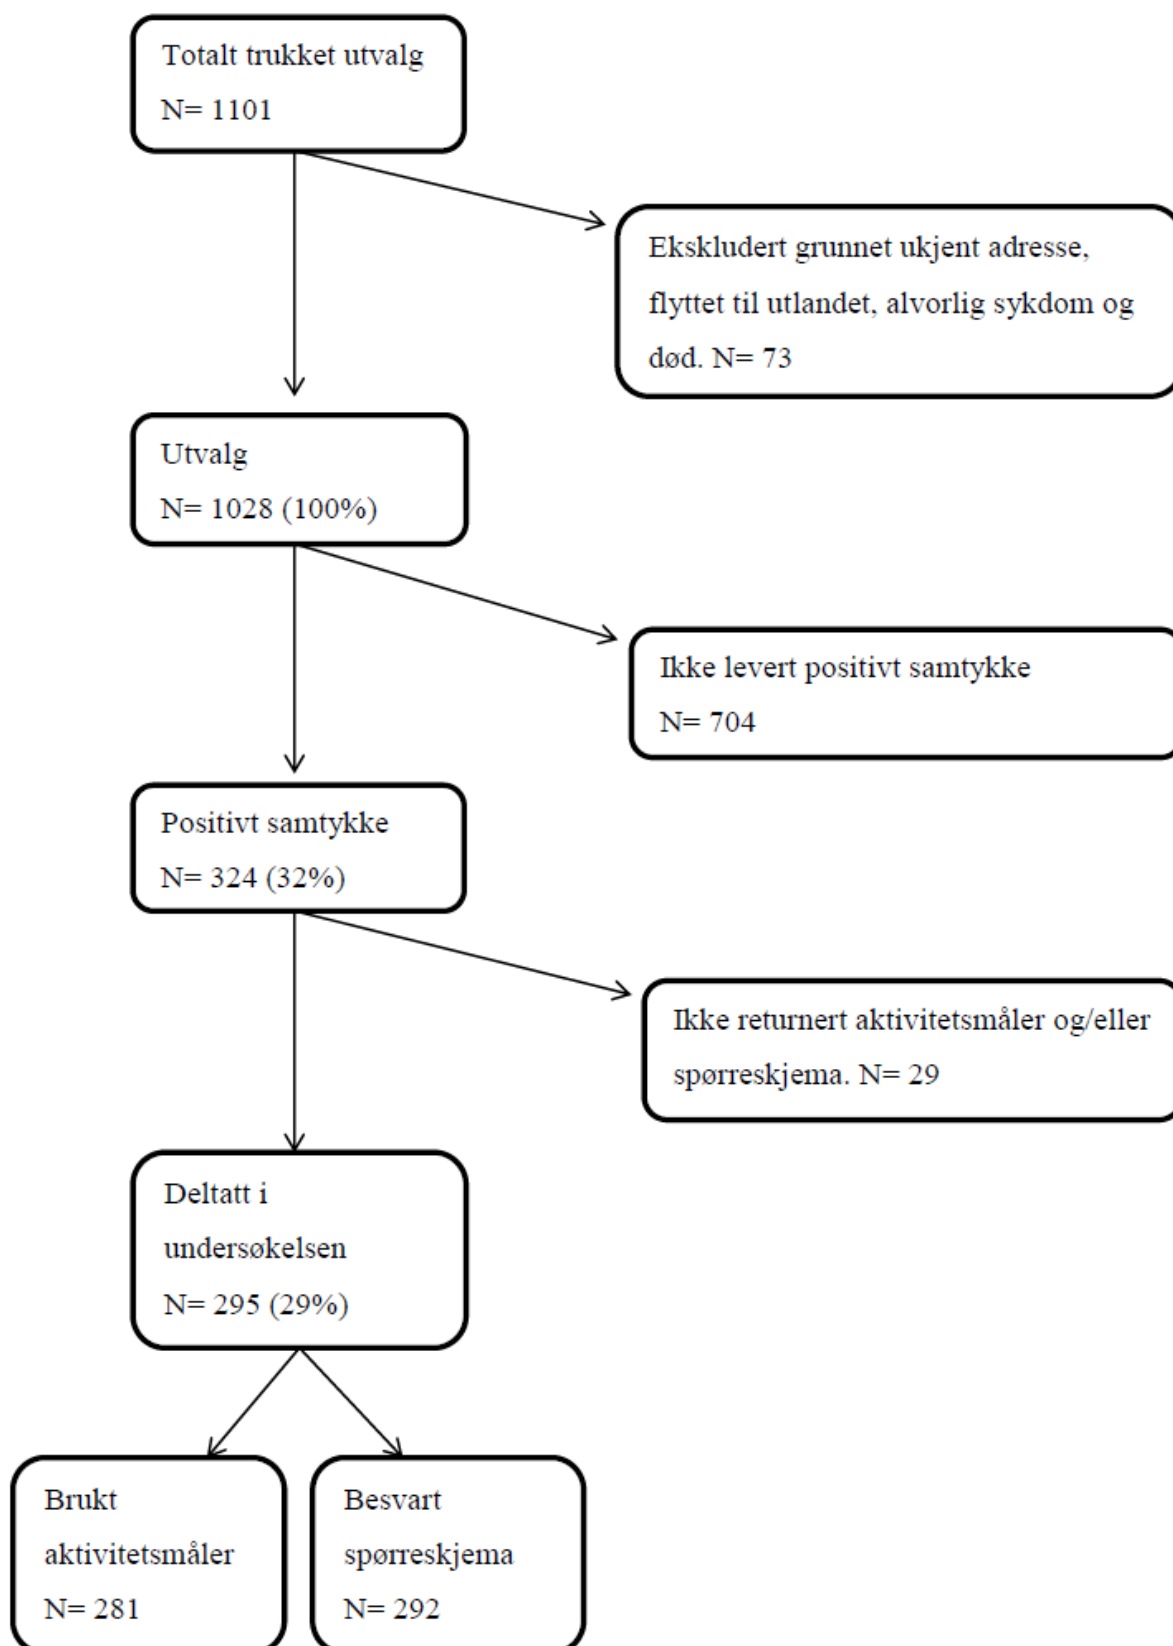 Totalt trukket utvalg
N= 1101
Ekskludert grunnet ukjent adresse,
flyttet til utlandet, alvorlig sykdom og
død. N= 73
Utvalg
N= 1028 (100%)
Ikke levert positivt samtykke
N= 704
Positivt samtykke
N= 324 (32%)
Ikke returnert aktivitetsmåler og/eller
spørreskjema. N= 29
Deltatt i
undersøkelsen
N= 295 (29%)
Brukt
aktivitetsmåler
N= 281
Besvart
spørreskjema
N= 292